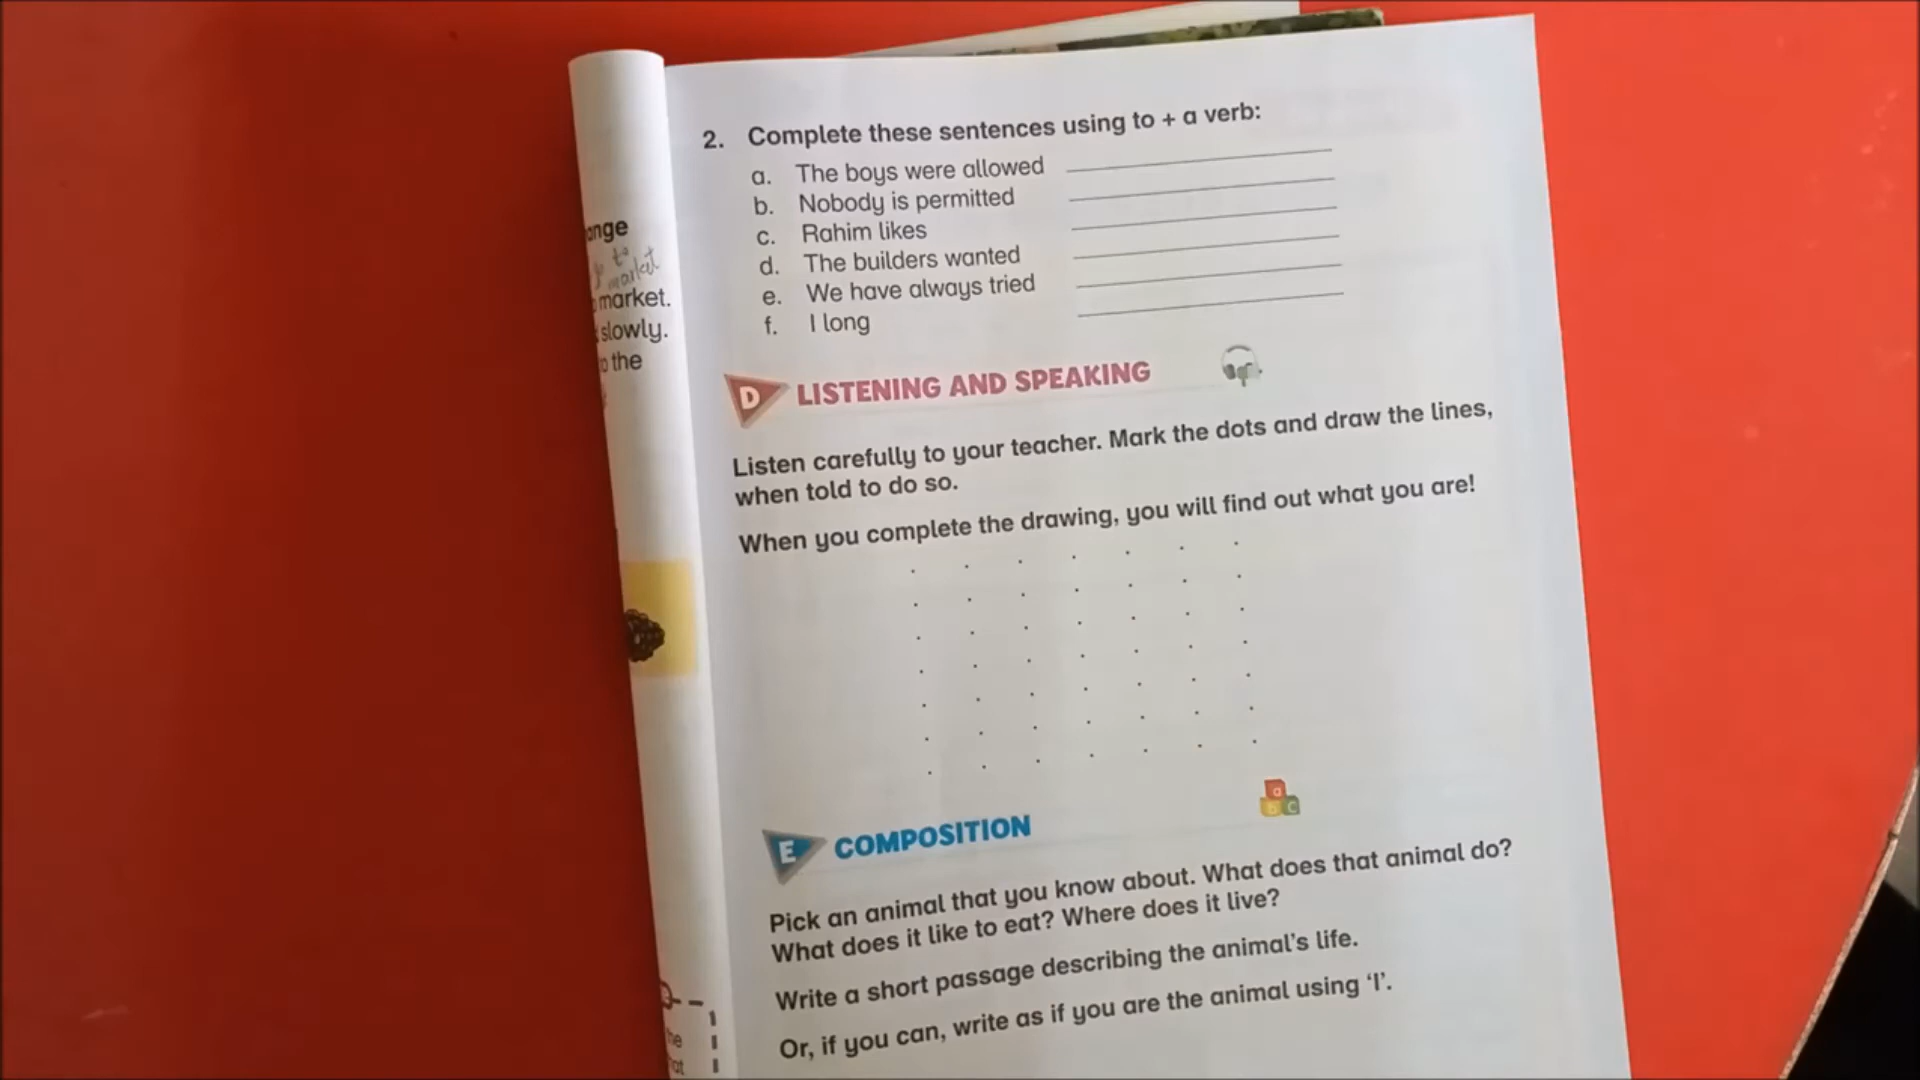 2. Complete these sentences using to + a verb:
a. The boys were allowed
b. Nobody is permitted
c. Rahim likes
d. The builders wanted
e. We have always tried
f. I long
market
market.
slowly.
the
D LISTENING AND SPEAKING
Listen carefully to your teacher. Mark the dots and draw the lines,
when told to do so.
When you complete the drawing, you will find out what you are!
a
b c
E COMPOSITION
Pick an animal that you know about. What does that animal do?
What does it like to eat? Where does it live?
Write a short passage describing the animal's life.
Or, if you can, write as if you are the animal using 'I'.